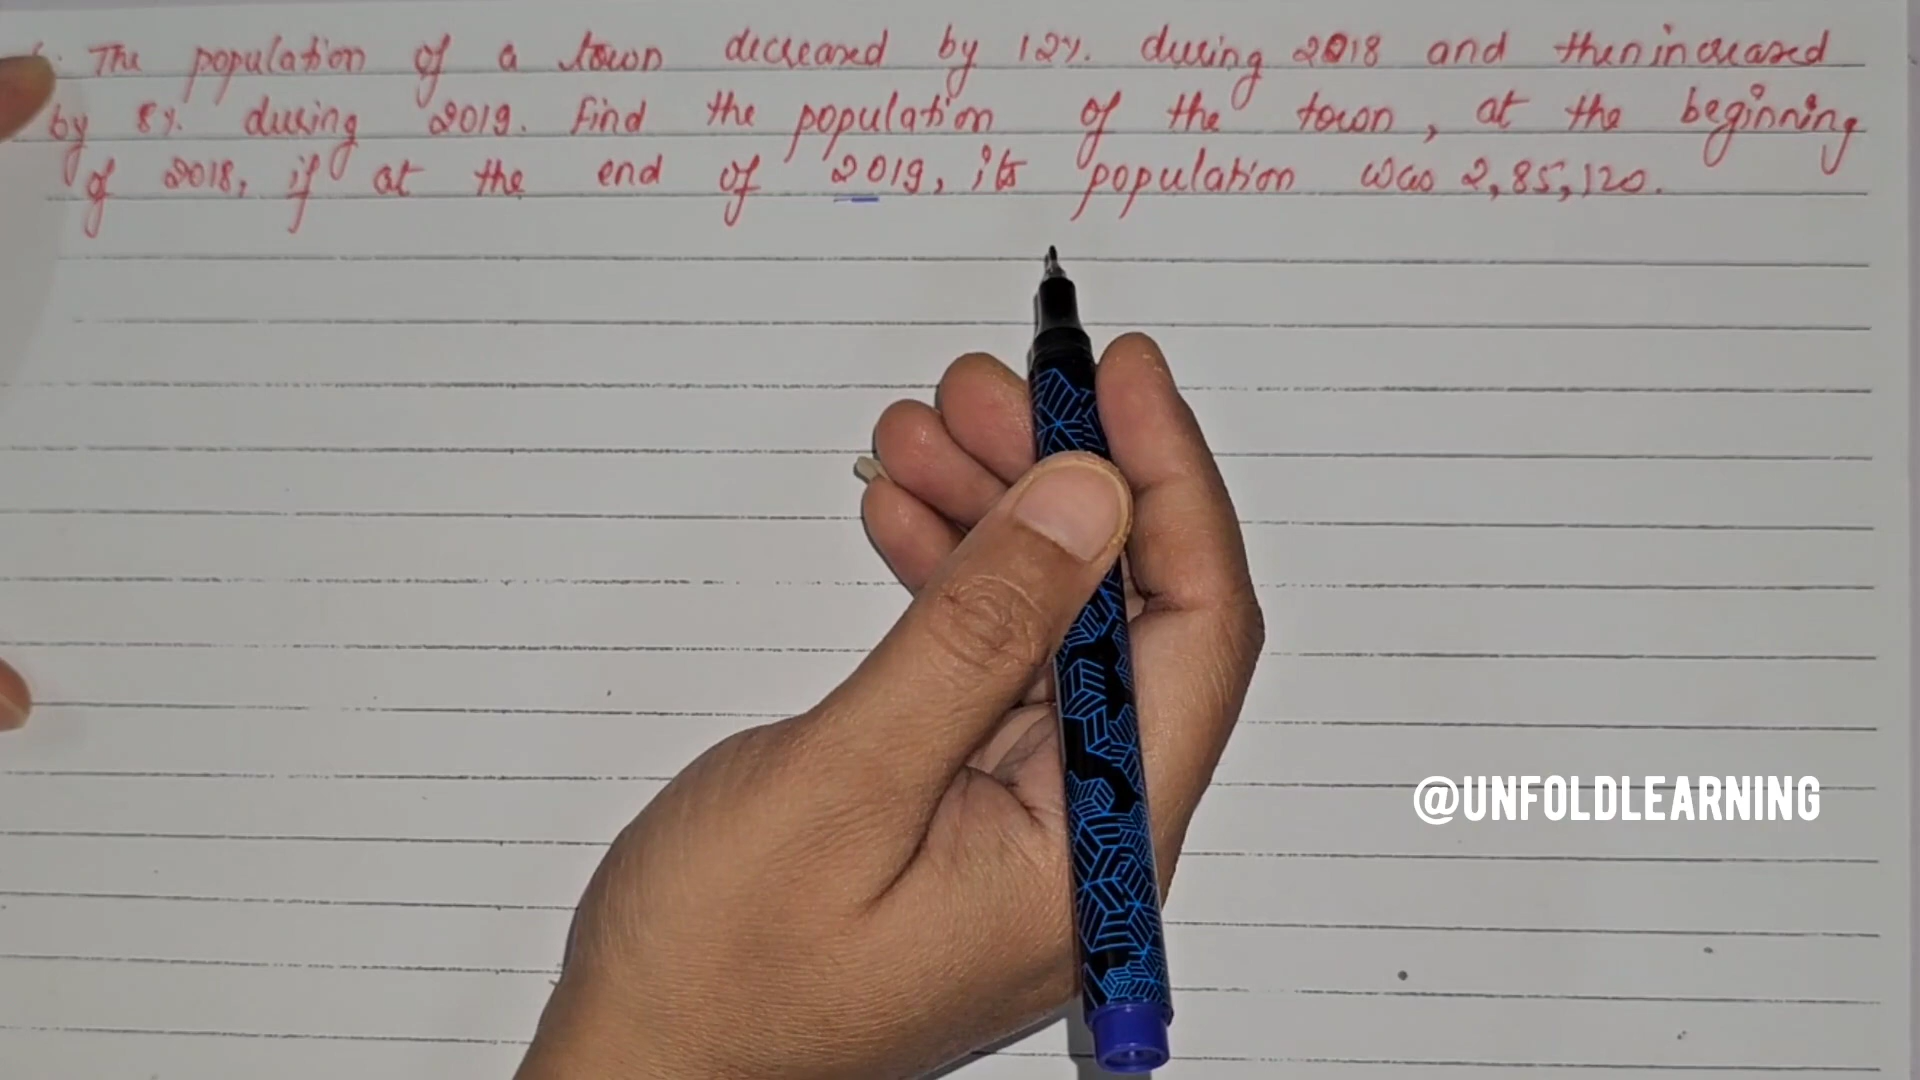 The population of a town decreased by 12%. during 2018 and then increased
by 8%. during 2019. Find the population of the town, at the beginning
of 2018, if at the end of 2019, its population was 2,85,120.
@UNFOLDLEARNING